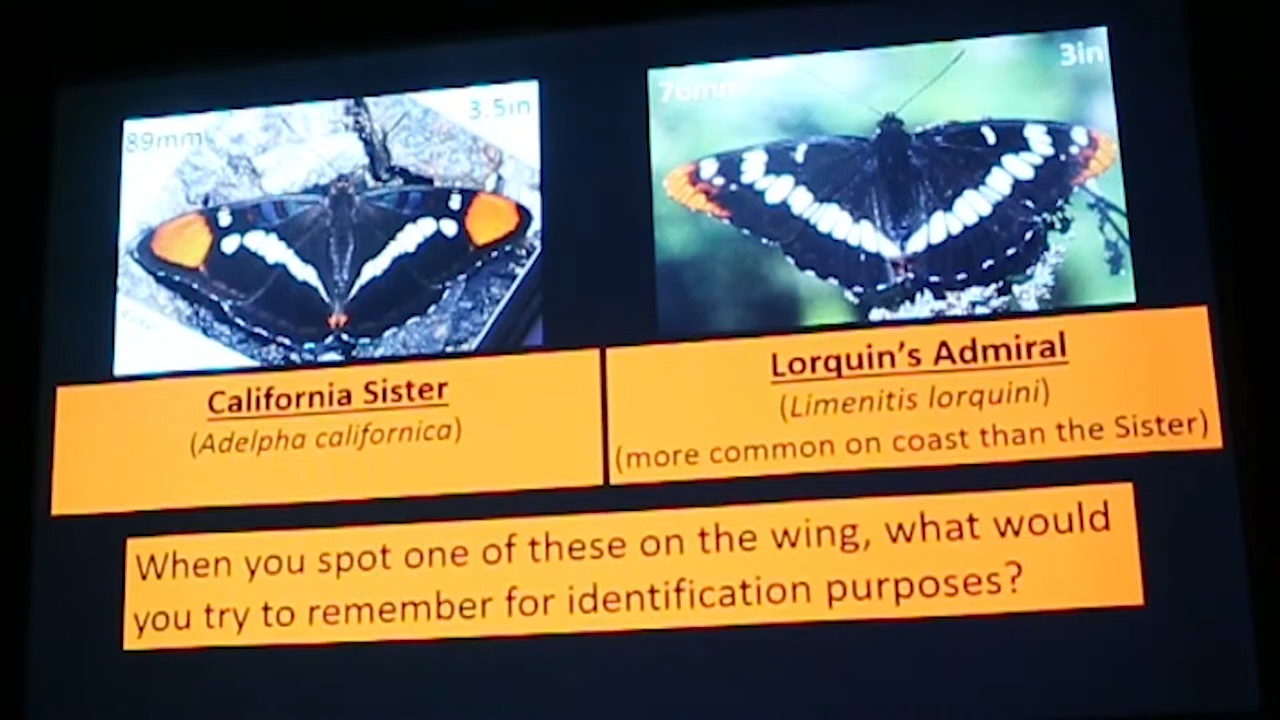 89mm
3.5in
76mm
3in
California Sister
(Adelpha californica)
Lorquin's Admiral
(Limenitis lorquini)
(more common on coast than the Sister)
When you spot one of these on the wing, what would
you try to remember for identification purposes?